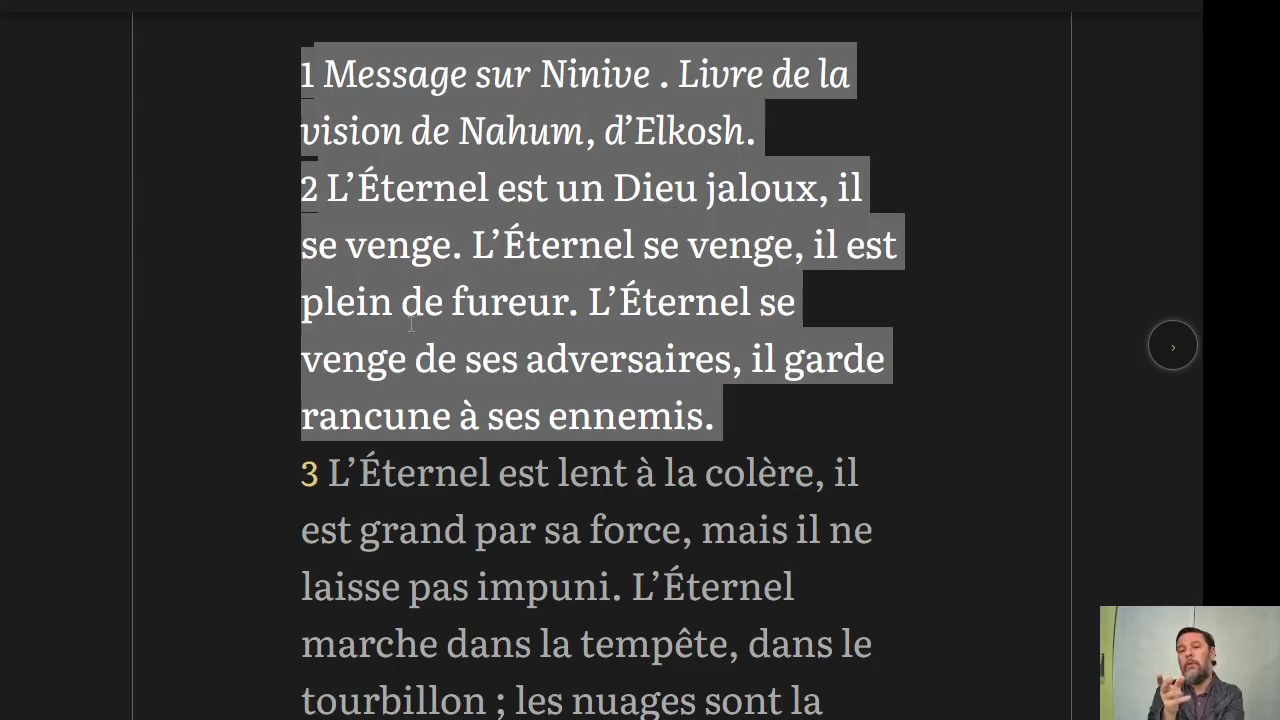 1 Message sur Ninive . Livre de la
vision de Nahum, d’Elkosh.
2 L’Éternel est un Dieu jaloux, il
se venge. L’Éternel se venge, il est
plein de fureur. L’Éternel se
venge de ses adversaires, il garde
rancune à ses ennemis.
3 L’Éternel est lent à la colère, il
est grand par sa force, mais il ne
laisse pas impuni. L’Éternel
marche dans la tempête, dans le
tourbillon ; les nuages sont la